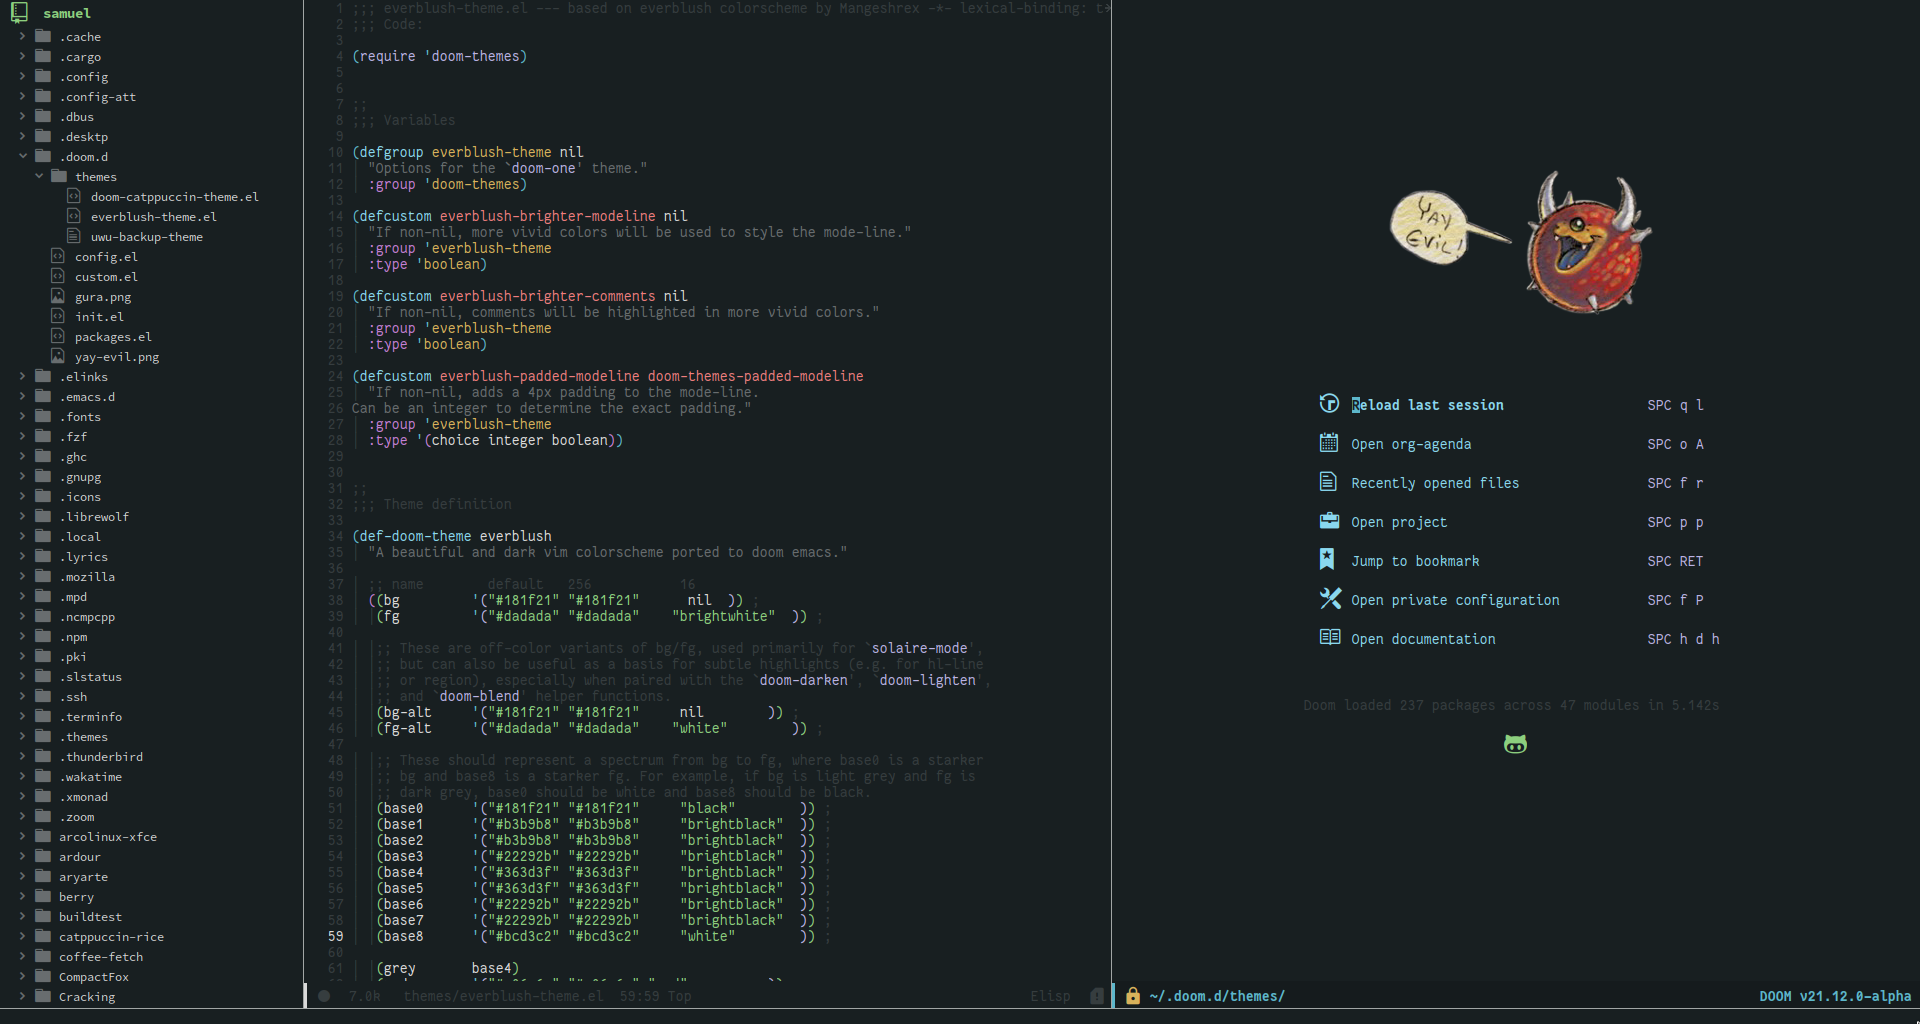 samuel
.cache
.cargo
.config
.config-att
.dbus
.desktp
.doom.d
themes
doom-catppuccin-theme.el
everblush-theme.el
uwu-backup-theme
config.el
custom.el
gura.png
init.el
packages.el
yay-evil.png
.elinks
.emacs.d
.fonts
.fzf
.ghc
.gnupg
.icons
.librewolf
.local
.lyrics
.mozilla
.mpd
.ncmpcpp
.npm
.pki
.slstatus
.ssh
.terminfo
.themes
.thunderbird
.wakatime
.xmonad
.zoom
arcolinux-xfce
ardour
aryarte
berry
buildtest
catppuccin-rice
coffee-fetch
CompactFox
Cracking
1 ;;; everblush-theme.el --- based on everblush colorscheme by Mangeshrex -*- lexical-binding: t
2 ;;; Code:
3
4 (require 'doom-themes)
5
6
7 ;;
8 ;;; Variables
9
10 (defgroup everblush-theme nil
11 "Options for the `doom-one' theme."
12 :group 'doom-themes)
13
14 (defcustom everblush-brighter-modeline nil
15 "If non-nil, more vivid colors will be used to style the mode-line."
16 :group 'everblush-theme
17 :type 'boolean)
18
19 (defcustom everblush-brighter-comments nil
20 "If non-nil, comments will be highlighted in more vivid colors."
21 :group 'everblush-theme
22 :type 'boolean)
23
24 (defcustom everblush-padded-modeline doom-themes-padded-modeline
25 "If non-nil, adds a 4px padding to the mode-line.
26 Can be an integer to determine the exact padding."
27 :group 'everblush-theme
28 :type '(choice integer boolean))
29
30
31 ;;
32 ;;; Theme definition
33
34 (def-doom-theme everblush
35 "A beautiful and dark vim colorscheme ported to doom emacs."
36
37 ;; name default 256 16
38 ((bg '("#181f21" "#181f21" nil )) ;
39 (fg '("#dadada" "#dadada" "brightwhite" )) ;
40
41 ;; These are off-color variants of bg/fg, used primarily for `solaire-mode',
42 ;; but can also be useful as a basis for subtle highlights (e.g. for hl-line
43 ;; or region), especially when paired with the `doom-darken', `doom-lighten',
44 ;; and `doom-blend' helper functions.
45 (bg-alt '("#181f21" "#181f21" nil )) ;
46 (fg-alt '("#dadada" "#dadada" "white" )) ;
47
48 ;; These should represent a spectrum from bg to fg, where base0 is a starker
49 ;; bg and base8 is a starker fg. For example, if bg is light grey and fg is
50 ;; dark grey, base0 should be white and base8 should be black.
51 (base0 '("#181f21" "#181f21" "black" )) ;
52 (base1 '("#b3b9b8" "#b3b9b8" "brightblack" )) ;
53 (base2 '("#b3b9b8" "#b3b9b8" "brightblack" )) ;
54 (base3 '("#22292b" "#22292b" "brightblack" )) ;
55 (base4 '("#363d3f" "#363d3f" "brightblack" )) ;
56 (base5 '("#363d3f" "#363d3f" "brightblack" )) ;
57 (base6 '("#22292b" "#22292b" "brightblack" )) ;
58 (base7 '("#22292b" "#22292b" "brightblack" )) ;
59 (base8 '("#bcd3c2" "#bcd3c2" "white" )) ;
60
61 (grey base4)
7.0k themes/everblush-theme.el 59:59 Top Elisp
YAY
EVIL!
Reload last session SPC q l
Open org-agenda SPC o A
Recently opened files SPC f r
Open project SPC p p
Jump to bookmark SPC RET
Open private configuration SPC f P
Open documentation SPC h d h
Doom loaded 237 packages across 47 modules in 5.142s
~/.doom.d/themes/ DOOM v21.12.0-alpha